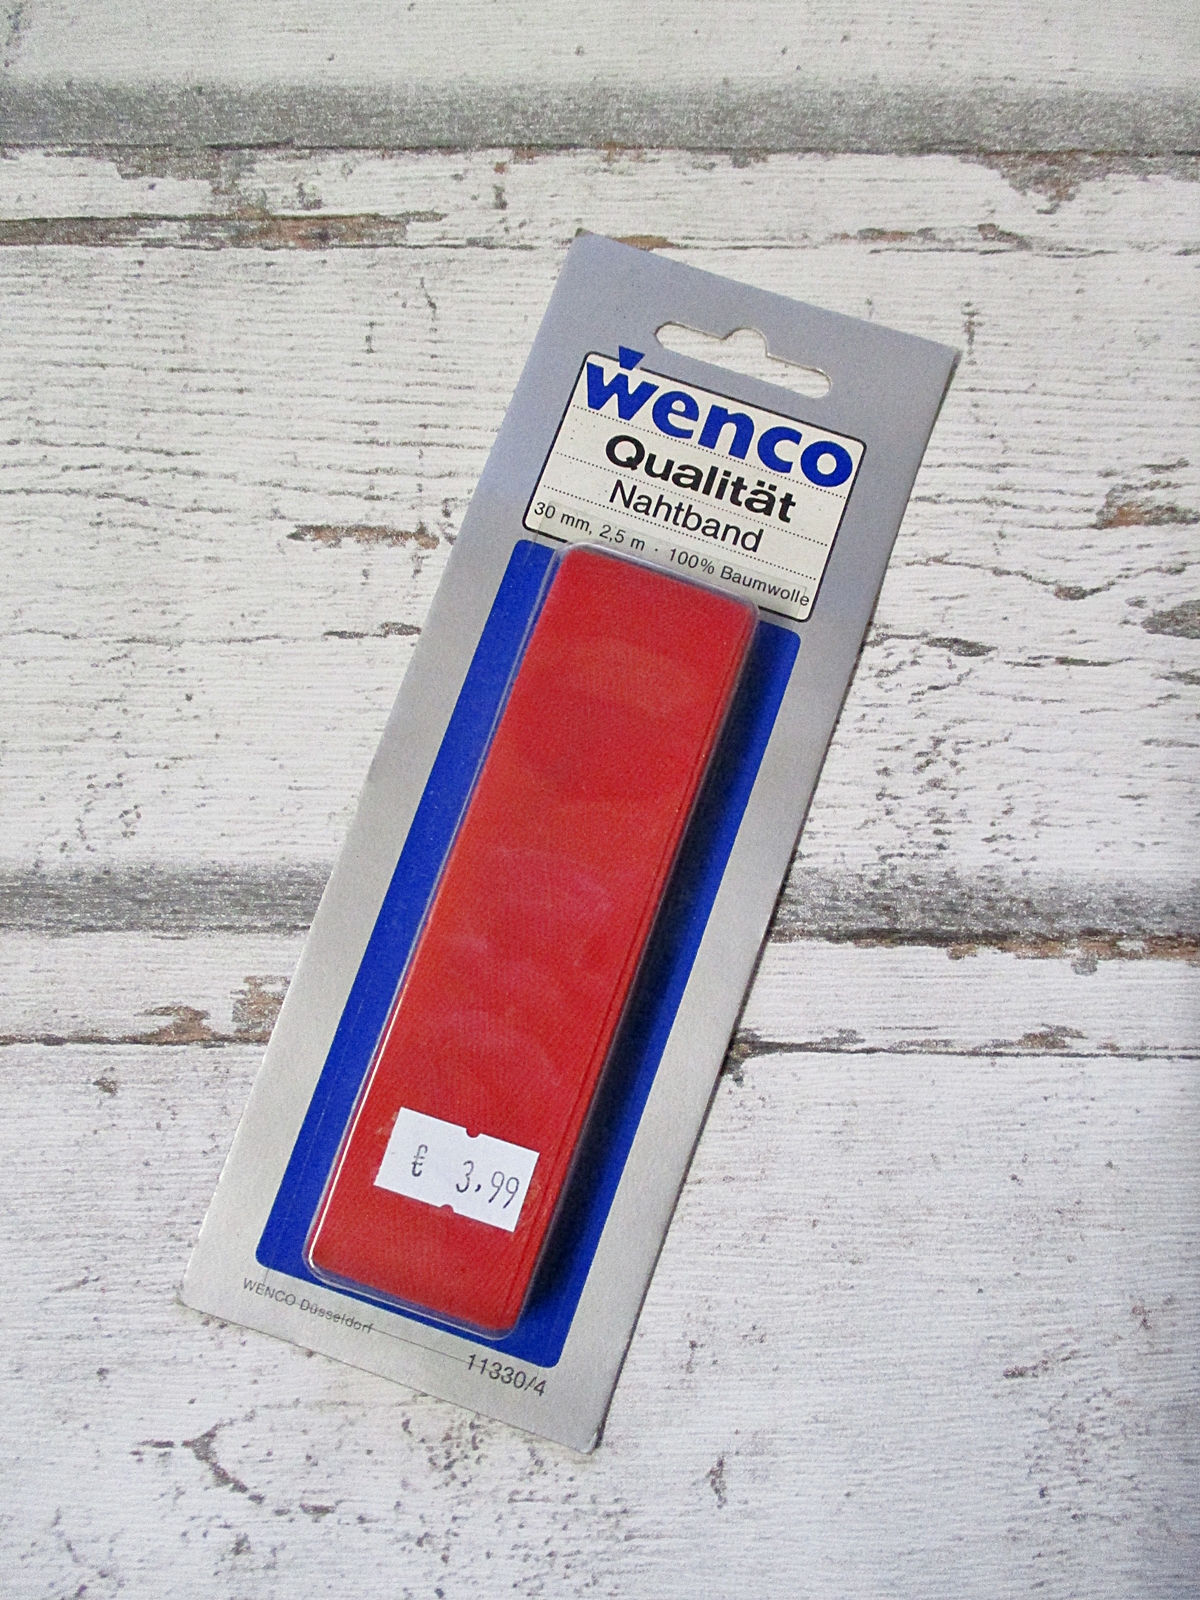 wenco
Qualität
Nahtband
30 mm, 2,5 m · 100% Baumwolle
€ 3.99
WENCO Düsseldorf
11330/4